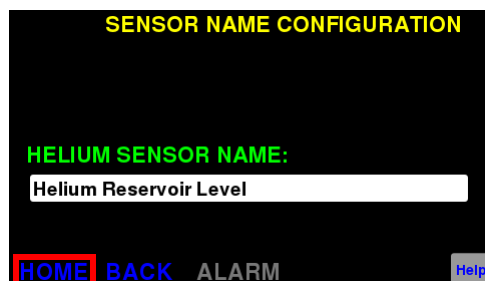 SENSOR NAME CONFIGURATION
HELIUM SENSOR NAME:
Helium Reservoir Level
HOME BACK ALARM Help